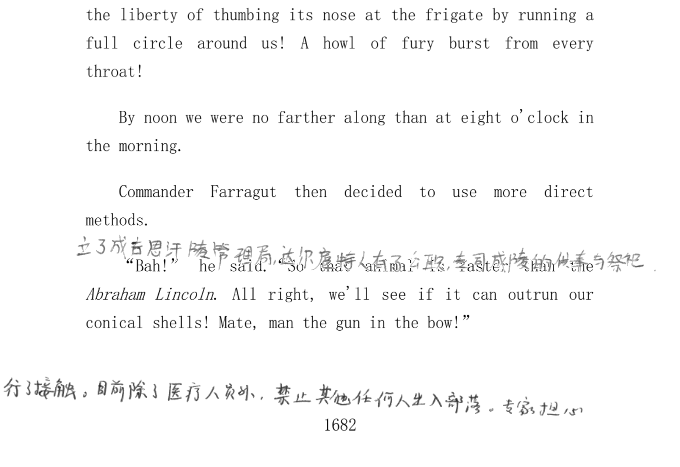 the liberty of thumbing its nose at the frigate by running a
full circle around us! A howl of fury burst from every
throat!
By noon we were no farther along than at eight o'clock in
the morning.
Commander Farragut then decided to use more direct
methods.
立了成吉思汗陵管理局,达尔扈特人有了公职,专司成陵的供奉与祭祀.
“Bah!” he said. “So that animal is faster than the
Abraham Lincoln. All right, we'll see if it can outrun our
conical shells! Mate, man the gun in the bow!”
行了接触。目前除了医疗人员外,禁止其他任何人出入部落。专家担心
1682